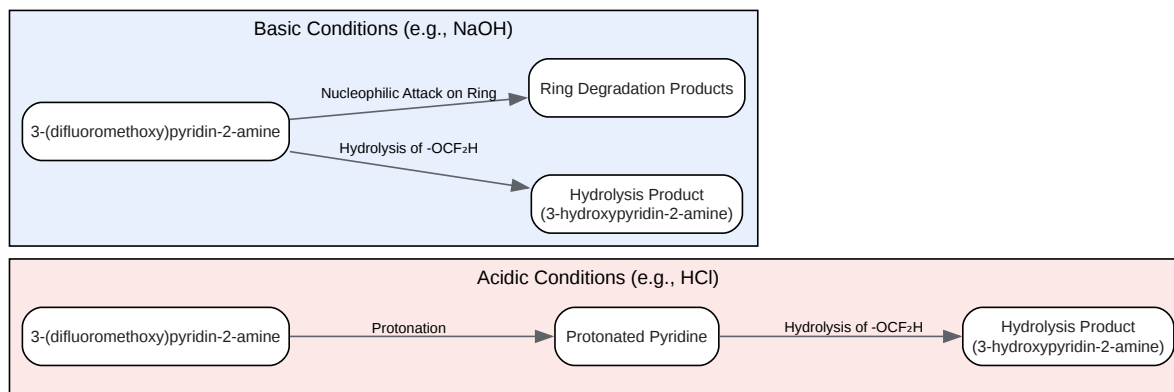 Basic Conditions (e.g., NaOH)
3-(difluoromethoxy)pyridin-2-amine
Nucleophilic Attack on Ring
Ring Degradation Products
Hydrolysis of -OCF₂H
Hydrolysis Product
(3-hydroxypyridin-2-amine)
Acidic Conditions (e.g., HCl)
3-(difluoromethoxy)pyridin-2-amine
Protonation
Protonated Pyridine
Hydrolysis of -OCF₂H
Hydrolysis Product
(3-hydroxypyridin-2-amine)